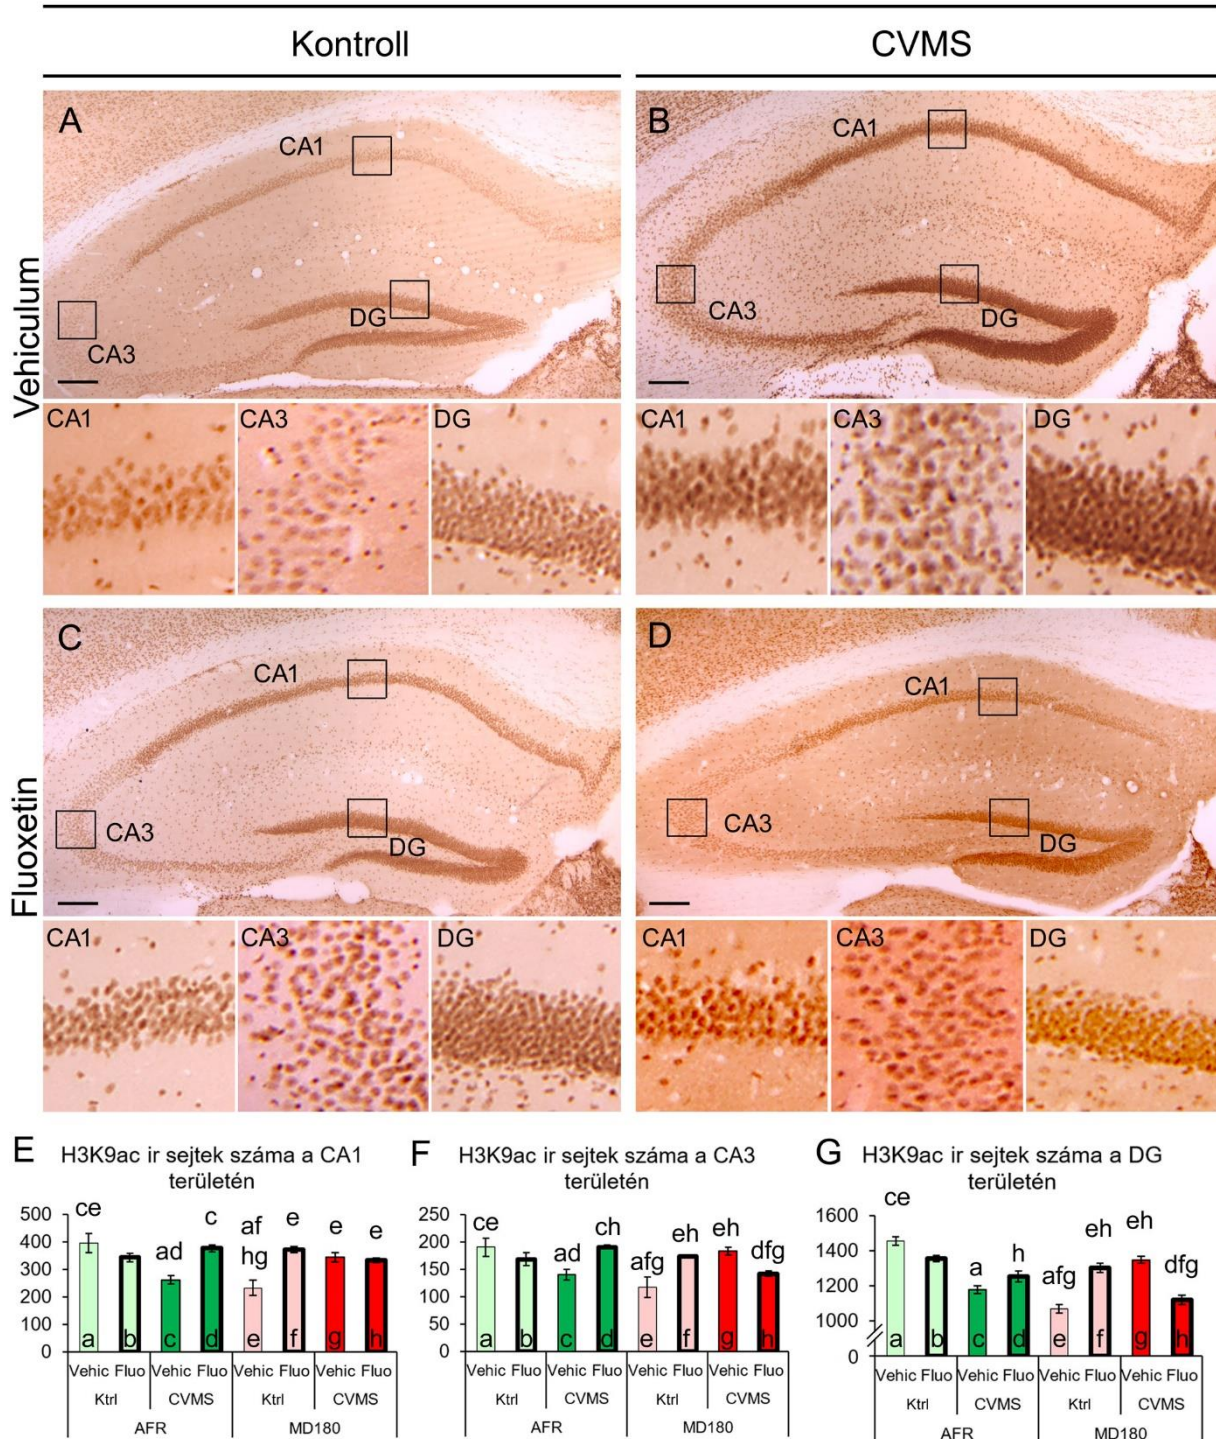 Kontroll
CVMS
Vehiculum
A
CA1
CA3
DG
B
CA1
CA3
DG
CA1
CA3
DG
CA1
CA3
DG
Fluoxetin
C
CA1
CA3
DG
D
CA1
CA3
DG
CA1
CA3
DG
CA1
CA3
DG
E
H3K9ac ir sejtek száma a CA1
területén
500
400
300
200
100
0
ce
ad
c
af
hg
e
e
e
a b c d e f g h
Vehic Fluo Vehic Fluo Vehic Fluo Vehic Fluo
Ktrl CVMS Ktrl CVMS
AFR MD180
F
H3K9ac ir sejtek száma a CA3
területén
250
200
150
100
50
0
ce
ad
ch
afg
eh
eh
dfg
a b c d e f g h
Vehic Fluo Vehic Fluo Vehic Fluo Vehic Fluo
Ktrl CVMS Ktrl CVMS
AFR MD180
G
H3K9ac ir sejtek száma a DG
területén
1600
1400
1200
1000
0
ce
a
h
afg
eh
eh
dfg
a b c d e f g h
Vehic Fluo Vehic Fluo Vehic Fluo Vehic Fluo
Ktrl CVMS Ktrl CVMS
AFR MD180